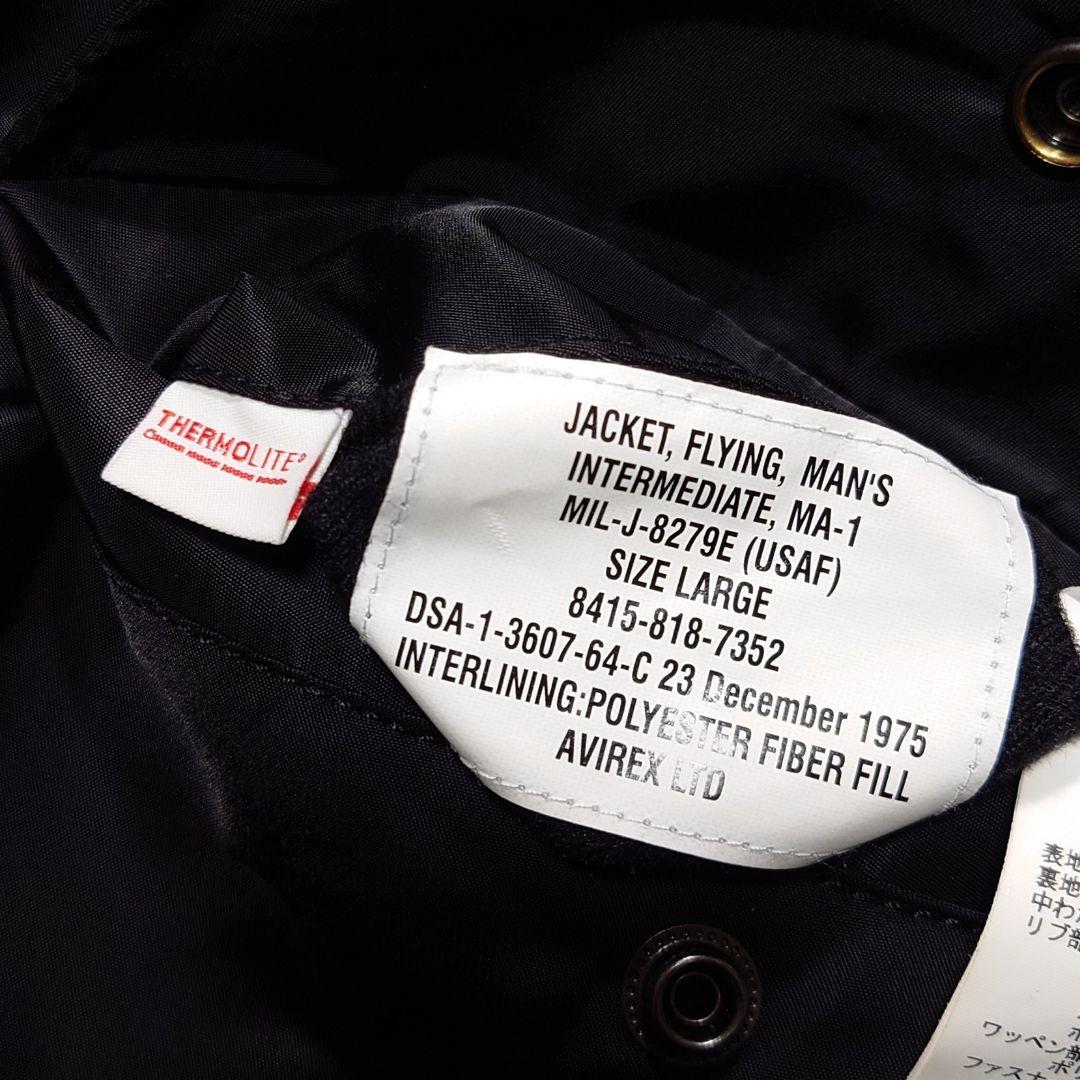 THERMOLITE®
JACKET, FLYING, MAN'S
INTERMEDIATE, MA-1
MIL-J-8279E (USAF)
SIZE LARGE
8415-818-7352
DSA-1-3607-64-C 23 December 1975
INTERLINING:POLYESTER FIBER FILL
AVIREX LTD
表地
裏地
中わた
リブ部
ワッペン部
ポ
ファスナ